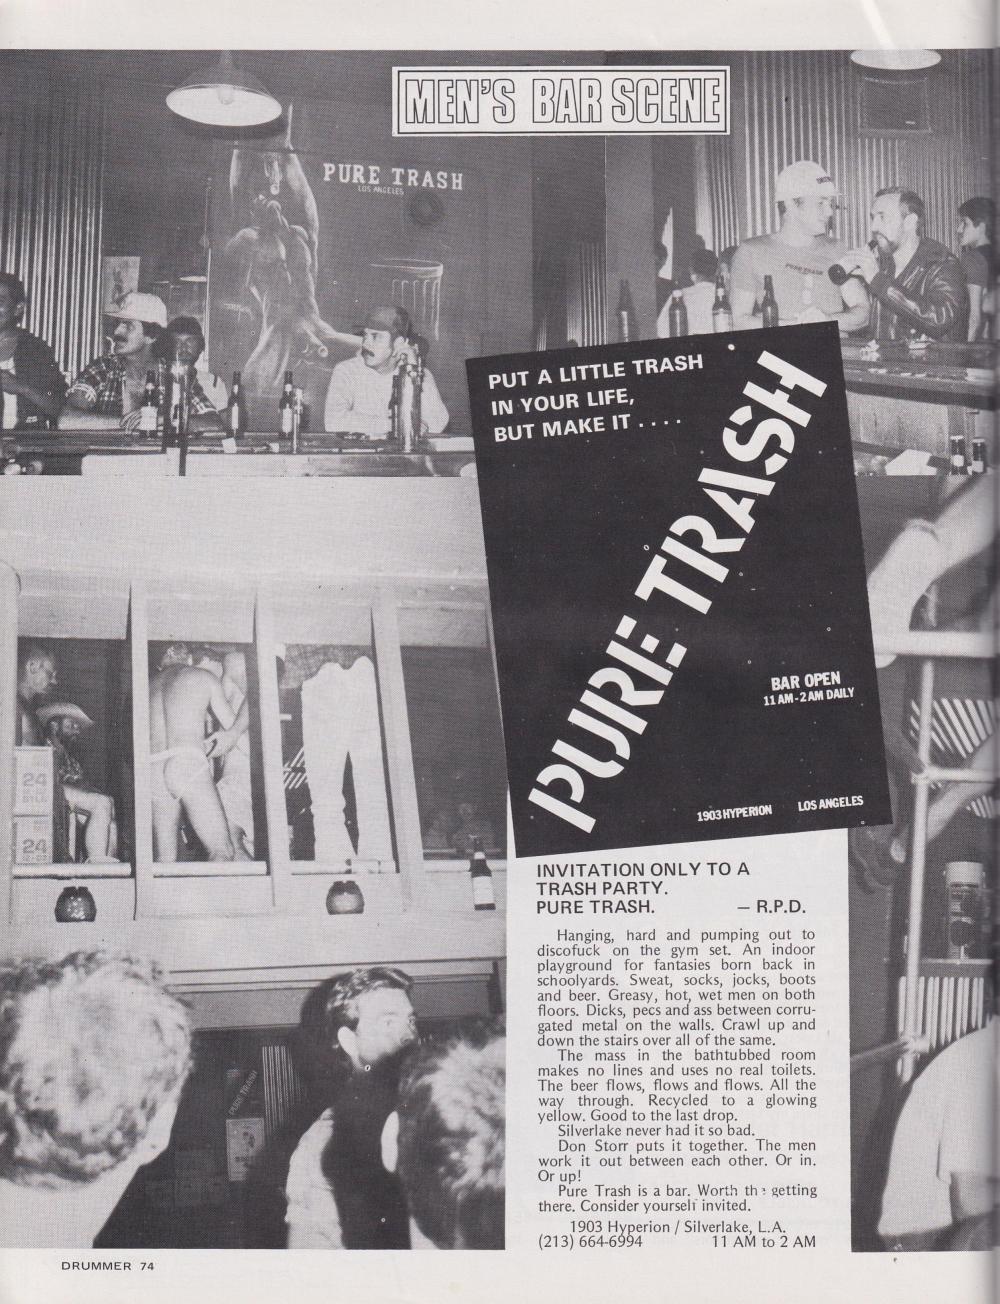 MEN'S BAR SCENE
PURE TRASH
LOS ANGELES
PUT A LITTLE TRASH
IN YOUR LIFE,
BUT MAKE IT . . . .
PURE TRASH
BAR OPEN
11 AM - 2 AM DAILY
1903 HYPERION LOS ANGELES
24
24
PURE TRASH
INVITATION ONLY TO A
TRASH PARTY.
PURE TRASH. — R.P.D.
Hanging, hard and pumping out to
discofuck on the gym set. An indoor
playground for fantasies born back in
schoolyards. Sweat, socks, jocks, boots
and beer. Greasy, hot, wet men on both
floors. Dicks, pecs and ass between corru-
gated metal on the walls. Crawl up and
down the stairs over all of the same.
The mass in the bathtubbed room
makes no lines and uses no real toilets.
The beer flows, flows and flows. All the
way through. Recycled to a glowing
yellow. Good to the last drop.
Silverlake never had it so bad.
Don Storr puts it together. The men
work it out between each other. Or in.
Or up!
Pure Trash is a bar. Worth the getting
there. Consider yourself invited.
1903 Hyperion / Silverlake, L.A.
(213) 664-6994 11 AM to 2 AM
DRUMMER 74